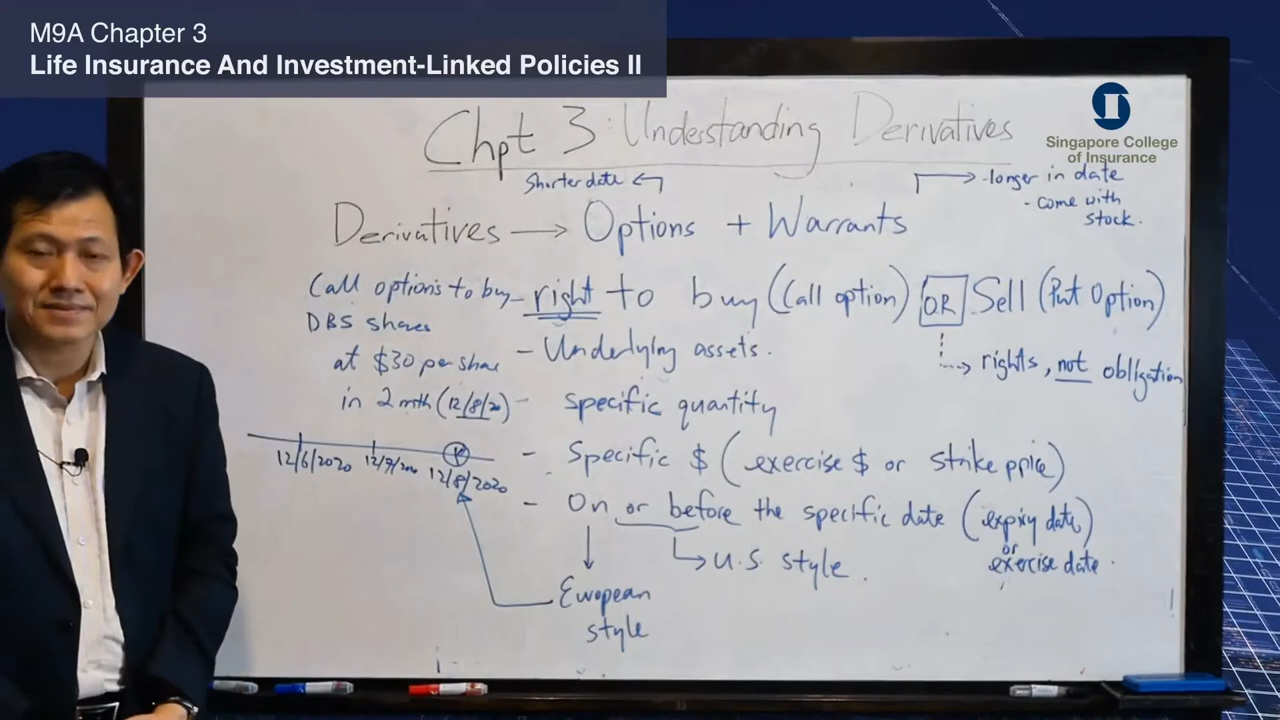 M9A Chapter 3
Life Insurance And Investment-Linked Policies II
Singapore College
of Insurance
Chpt 3: Understanding Derivatives
shorter date
- longer in date
- come with
stock.
Derivatives → Options + Warrants
Call options to buy
DBS shares
at $30 per share
in 2 mth (12/8/20)
12/6/2020 12/7/2020 12/8/2020
- right to buy (Call option) OR Sell (Put Option)
- Underlying assets.
rights, not obligation
- Specific quantity
- Specific $ (exercise $ or strike price)
- On or before the specific date (expiry date)
or
exercise date.
U.S. style.
European
style